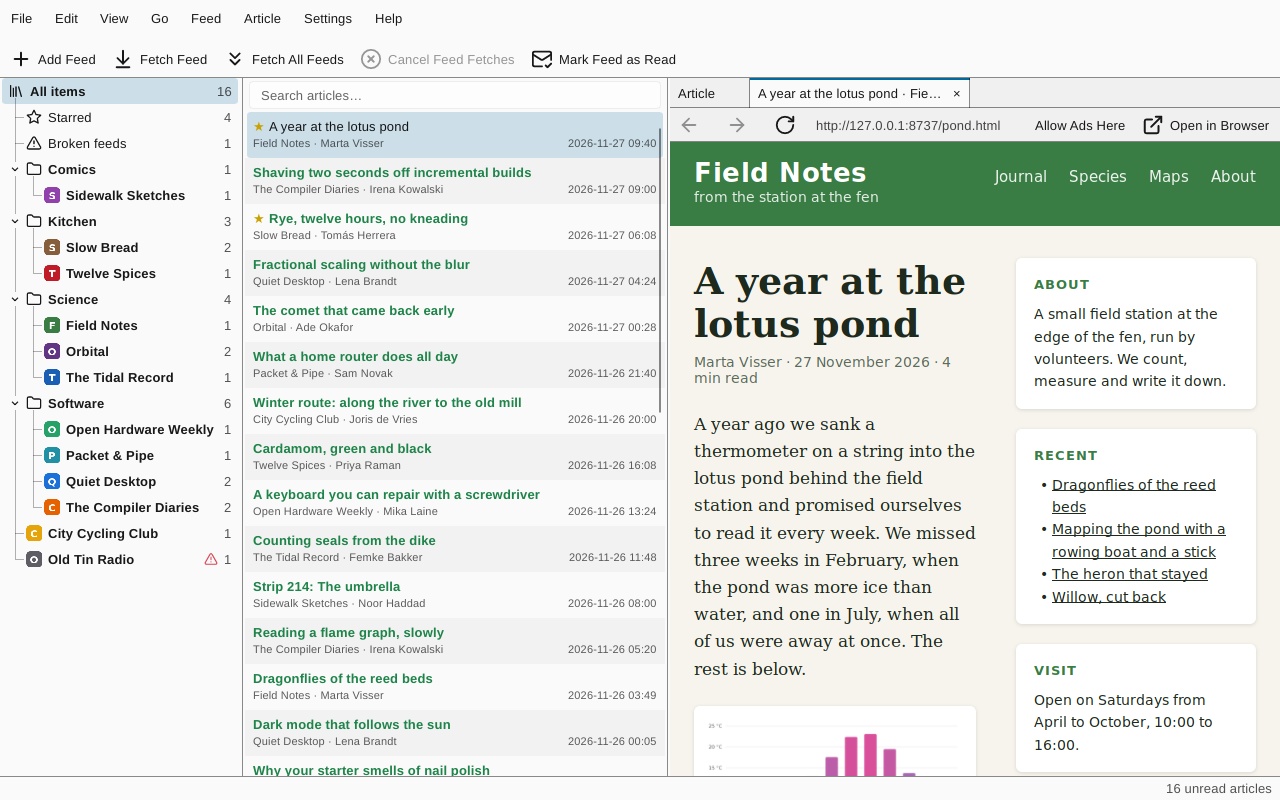 File Edit View Go Feed Article Settings Help
Add Feed Fetch Feed Fetch All Feeds Cancel Feed Fetches Mark Feed as Read
All items 16
Starred 4
Broken feeds 1
Comics 1
S Sidewalk Sketches 1
Kitchen 3
S Slow Bread 2
T Twelve Spices 1
Science 4
F Field Notes 1
O Orbital 2
T The Tidal Record 1
Software 6
O Open Hardware Weekly 1
P Packet & Pipe 1
Q Quiet Desktop 2
C The Compiler Diaries 2
C City Cycling Club 1
O Old Tin Radio 1
Search articles…
★ A year at the lotus pond
Field Notes · Marta Visser 2026-11-27 09:40
Shaving two seconds off incremental builds
The Compiler Diaries · Irena Kowalski 2026-11-27 09:00
★ Rye, twelve hours, no kneading
Slow Bread · Tomás Herrera 2026-11-27 06:08
Fractional scaling without the blur
Quiet Desktop · Lena Brandt 2026-11-27 04:24
The comet that came back early
Orbital · Ade Okafor 2026-11-27 00:28
What a home router does all day
Packet & Pipe · Sam Novak 2026-11-26 21:40
Winter route: along the river to the old mill
City Cycling Club · Joris de Vries 2026-11-26 20:00
Cardamom, green and black
Twelve Spices · Priya Raman 2026-11-26 16:08
A keyboard you can repair with a screwdriver
Open Hardware Weekly · Mika Laine 2026-11-26 13:24
Counting seals from the dike
The Tidal Record · Femke Bakker 2026-11-26 11:48
Strip 214: The umbrella
Sidewalk Sketches · Noor Haddad 2026-11-26 08:00
Reading a flame graph, slowly
The Compiler Diaries · Irena Kowalski 2026-11-26 05:20
Dragonflies of the reed beds
Field Notes · Marta Visser 2026-11-26 03:49
Dark mode that follows the sun
Quiet Desktop · Lena Brandt 2026-11-26 00:05
Why your starter smells of nail polish
Article A year at the lotus pond · Fie… ×
http://127.0.0.1:8737/pond.html Allow Ads Here Open in Browser
Field Notes
from the station at the fen
Journal Species Maps About
A year at the
lotus pond
Marta Visser · 27 November 2026 · 4
min read
A year ago we sank a
thermometer on a string into the
lotus pond behind the field
station and promised ourselves
to read it every week. We missed
three weeks in February, when
the pond was more ice than
water, and one in July, when all
of us were away at once. The
rest is below.
25 °C
20 °C
15 °C
ABOUT
A small field station at the
edge of the fen, run by
volunteers. We count,
measure and write it down.
RECENT
• Dragonflies of the reed
beds
• Mapping the pond with a
rowing boat and a stick
• The heron that stayed
• Willow, cut back
VISIT
Open on Saturdays from
April to October, 10:00 to
16:00.
16 unread articles